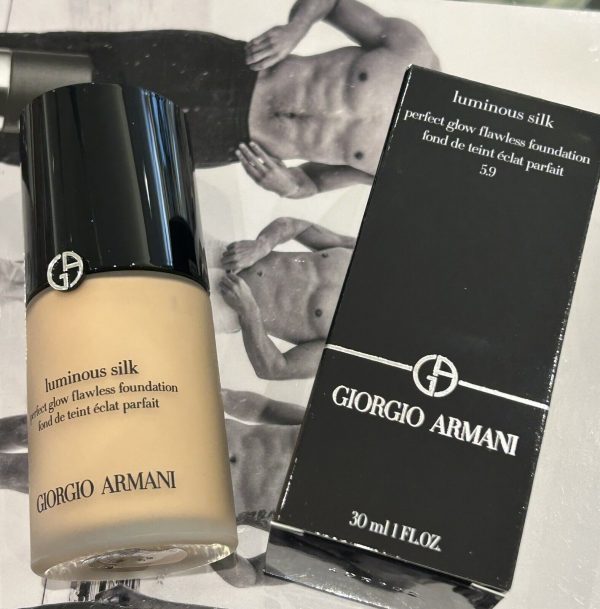 luminous silk
perfect glow flawless foundation
fond de teint éclat parfait
GIORGIO ARMANI
luminous silk
perfect glow flawless foundation
fond de teint éclat parfait
5.9
GA
GIORGIO ARMANI
30 ml 1 FL.OZ.